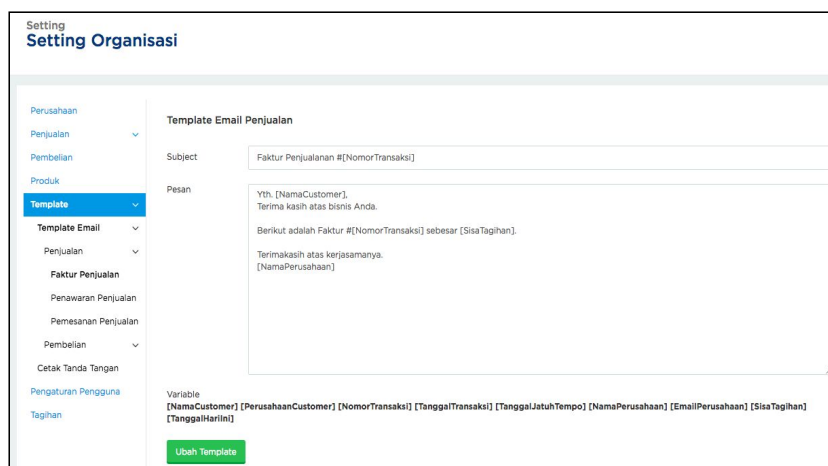 Setting
Setting Organisasi
Perusahaan
Penjualan
Pembelian
Produk
Template
Template Email
Penjualan
Faktur Penjualan
Penawaran Penjualan
Pemesanan Penjualan
Pembelian
Cetak Tanda Tangan
Pengaturan Pengguna
Tagihan
Template Email Penjualan
Subject
Faktur Penjualanan #[NomorTransaksi]
Pesan
Yth. [NamaCustomer],
Terima kasih atas bisnis Anda.
Berikut adalah Faktur #[NomorTransaksi] sebesar [SisaTagihan].
Terimakasih atas kerjasamanya.
[NamaPerusahaan]
Variable
[NamaCustomer] [PerusahaanCustomer] [NomorTransaksi] [TanggalTransaksi] [TanggalJatuhTempo] [NamaPerusahaan] [EmailPerusahaan] [SisaTagihan]
[TanggalHariIni]
Ubah Template